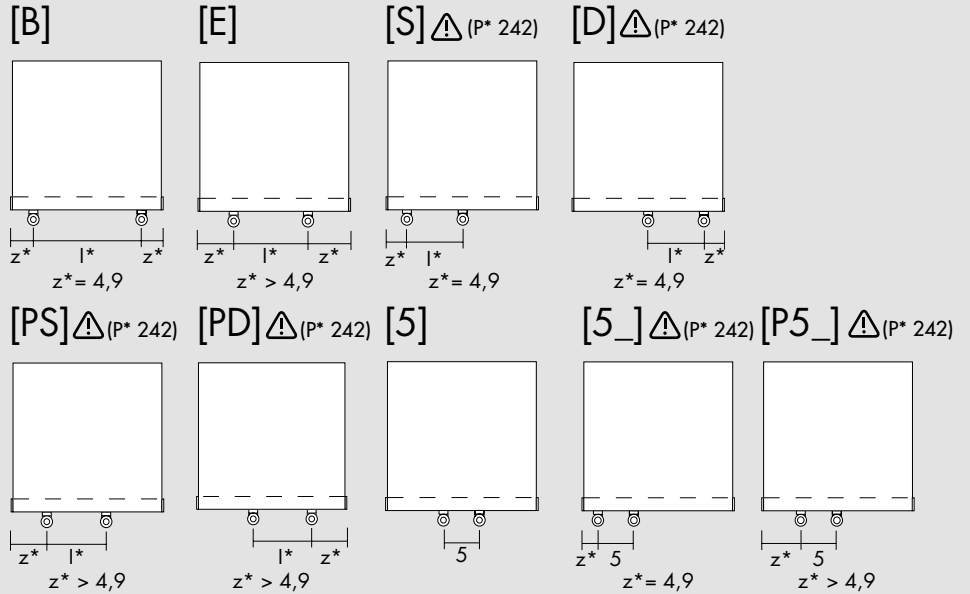 [B]
[E]
[S] (P* 242)
[D] (P* 242)
z* l* z*
z* = 4,9
z* l* z*
z* > 4,9
z* l*
z* = 4,9
l* z*
z* = 4,9
[PS] (P* 242)
[PD] (P* 242)
[5]
[5_] (P* 242)
[P5_] (P* 242)
z* l*
z* > 4,9
l* z*
z* > 4,9
5
z* 5
z* = 4,9
z* 5
z* > 4,9